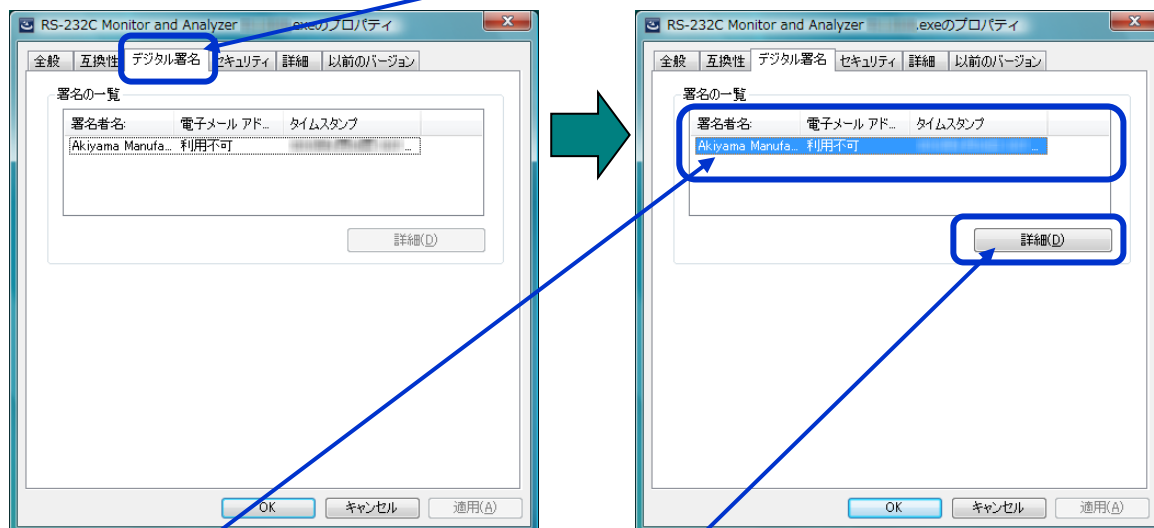 RS-232C Monitor and Analyzer .exeのプロパティ
全般 互換性 デジタル署名 セキュリティ 詳細 以前のバージョン
署名の一覧
署名者名: 電子メール アド... タイムスタンプ
Akiyama Manufa... 利用不可 ...
詳細(D)
OK キャンセル 適用(A)
RS-232C Monitor and Analyzer .exeのプロパティ
全般 互換性 デジタル署名 セキュリティ 詳細 以前のバージョン
署名の一覧
署名者名: 電子メール アド... タイムスタンプ
Akiyama Manufa... 利用不可 ...
詳細(D)
OK キャンセル 適用(A)